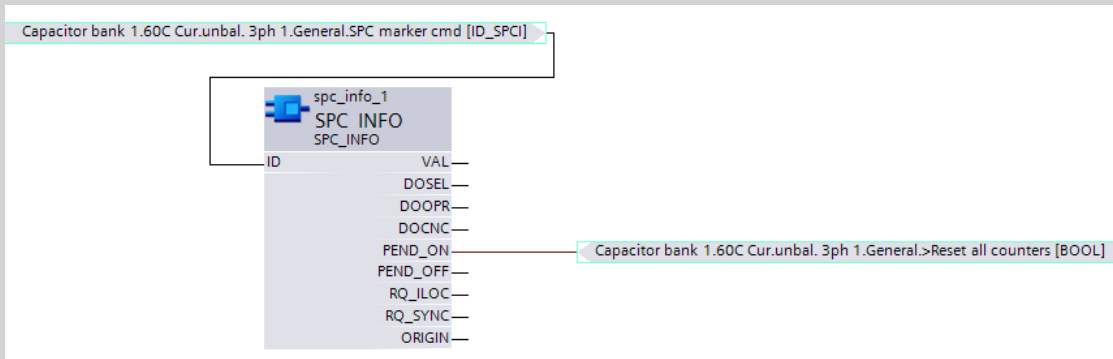 Capacitor bank 1.60C Cur.unbal. 3ph 1.General.SPC marker cmd [ID_SPCI]
spc_info_1
SPC INFO
SPC_INFO
ID VAL
DOSEL
DOOPR
DOCNC
PEND_ON Capacitor bank 1.60C Cur.unbal. 3ph 1.General.>Reset all counters [BOOL]
PEND_OFF
RQ_ILOC
RQ_SYNC
ORIGIN